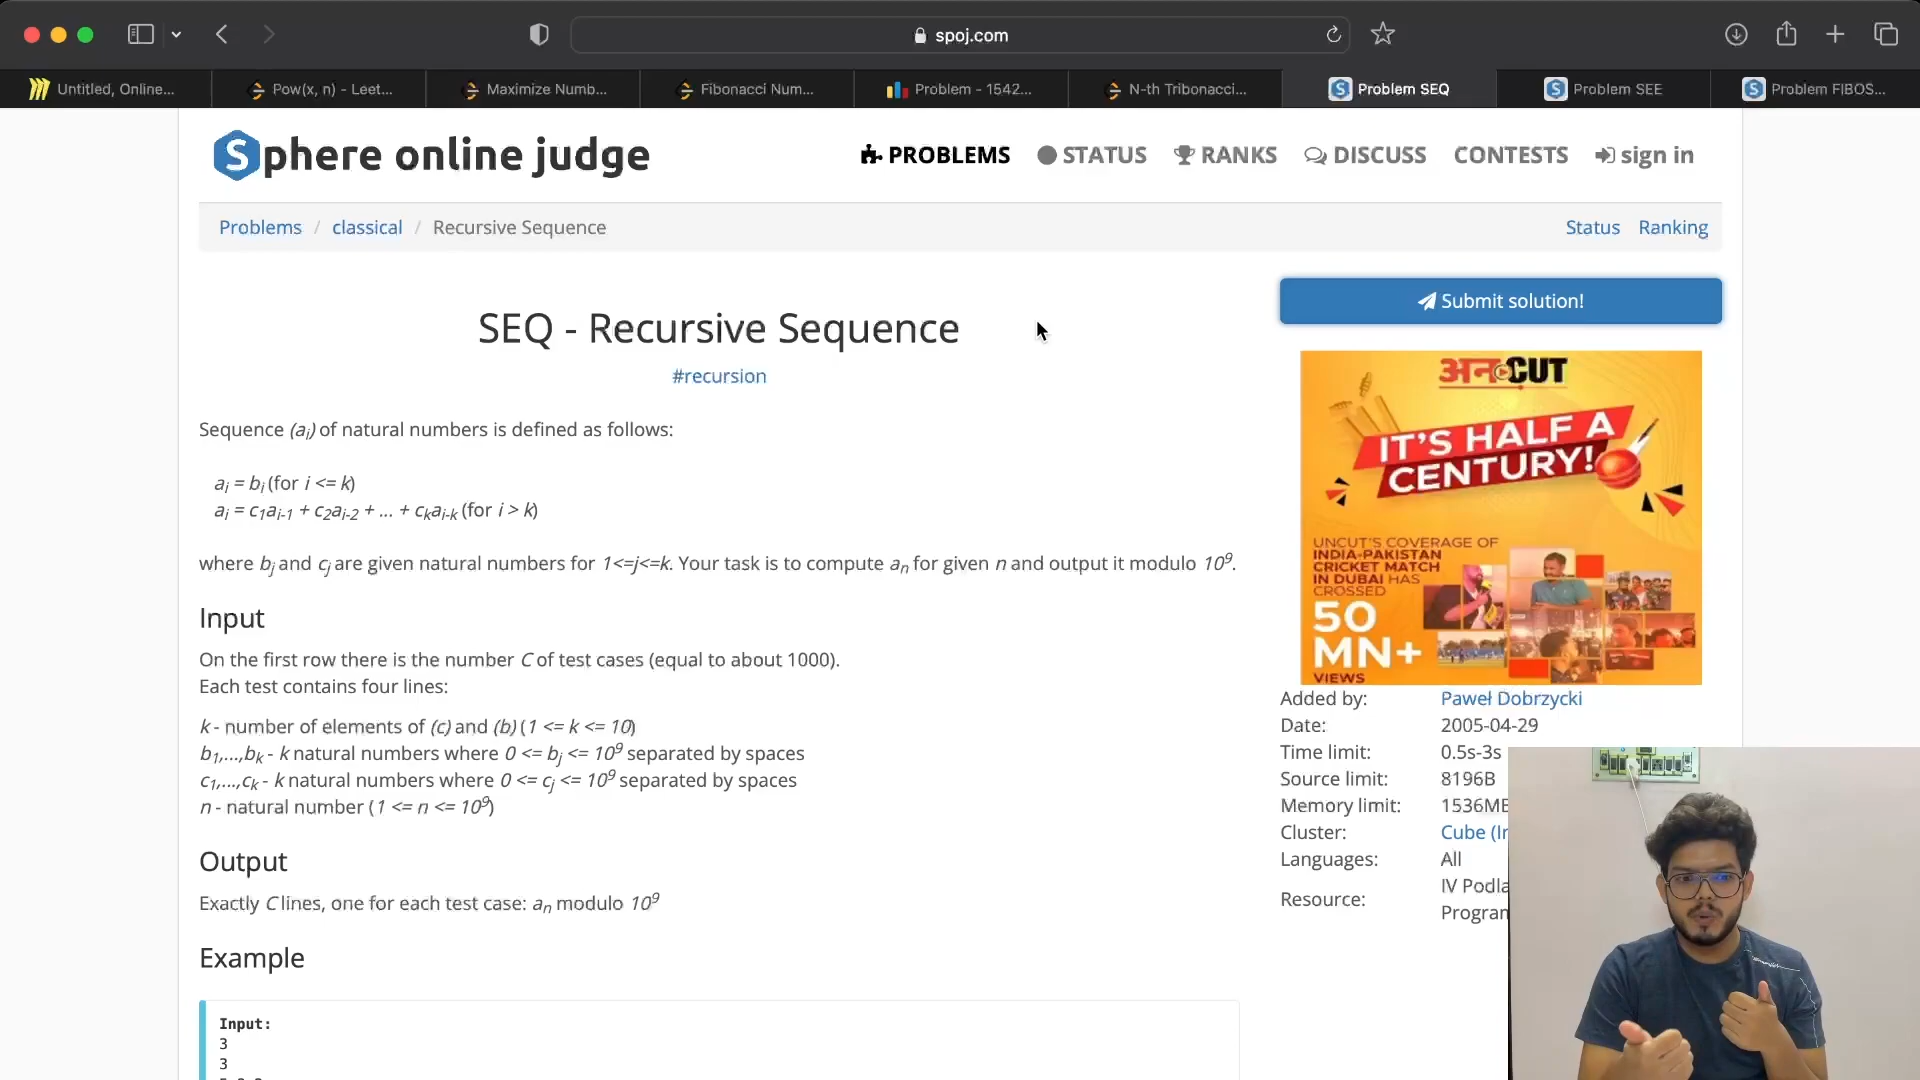 spoj.com
Untitled, Online...
Pow(x, n) - Leet...
Maximize Numb...
Fibonacci Num...
Problem - 1542...
N-th Tribonacci...
Problem SEQ
Problem SEE
Problem FIBOS...
Sphere online judge
PROBLEMS
STATUS
RANKS
DISCUSS
CONTESTS
sign in
Problems / classical / Recursive Sequence
Status Ranking
Submit solution!
SEQ - Recursive Sequence
#recursion
Sequence (aᵢ) of natural numbers is defined as follows:
aᵢ = bᵢ (for i <= k)
aᵢ = c₁aᵢ₋₁ + c₂aᵢ₋₂ + ... + cₖaᵢ₋ₖ (for i > k)
where bⱼ and cⱼ are given natural numbers for 1<=j<=k. Your task is to compute aₙ for given n and output it modulo 10⁹.
Input
On the first row there is the number C of test cases (equal to about 1000).
Each test contains four lines:
k - number of elements of (c) and (b) (1 <= k <= 10)
b₁,...,bₖ - k natural numbers where 0 <= bⱼ <= 10⁹ separated by spaces
c₁,...,cₖ - k natural numbers where 0 <= cⱼ <= 10⁹ separated by spaces
n - natural number (1 <= n <= 10⁹)
Output
Exactly C lines, one for each test case: aₙ modulo 10⁹
Example
Input:
3
3
अनCUT
IT'S HALF A
CENTURY!
UNCUT'S COVERAGE OF
INDIA-PAKISTAN
CRICKET MATCH
IN DUBAI HAS
CROSSED
50
MN+
VIEWS
Added by: Paweł Dobrzycki
Date: 2005-04-29
Time limit: 0.5s-3s
Source limit: 8196B
Memory limit: 1536MB
Cluster: Cube (In
Languages: All
Resource: IV Podla
Program